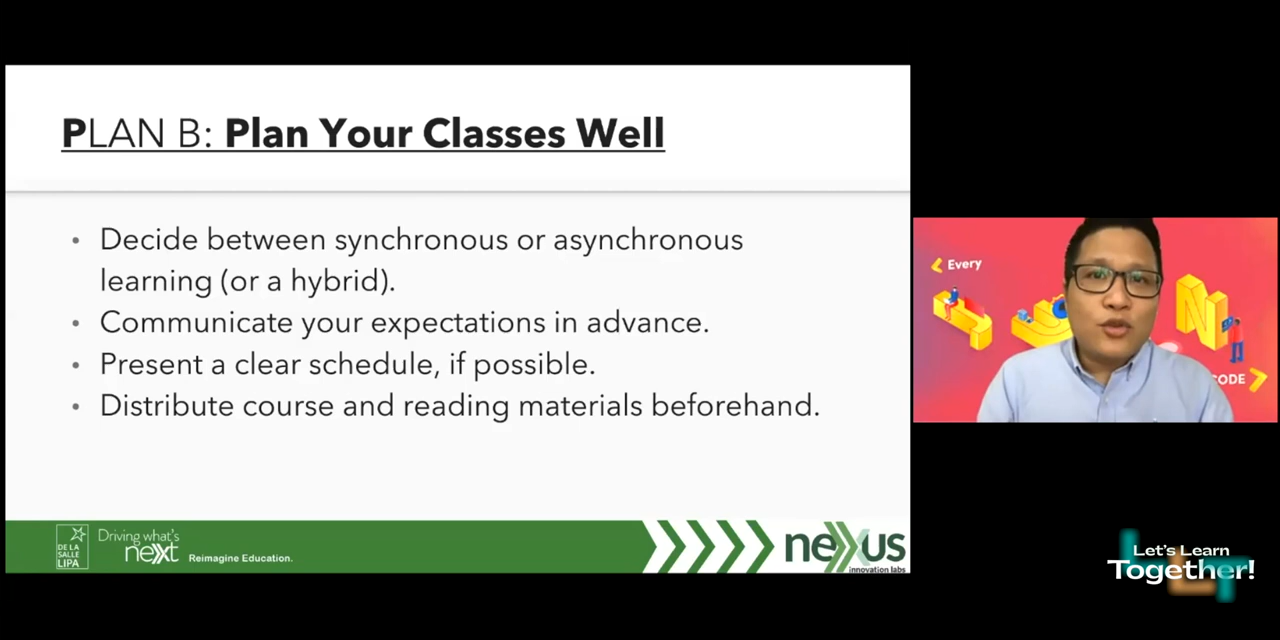 PLAN B: Plan Your Classes Well
• Decide between synchronous or asynchronous
learning (or a hybrid).
• Communicate your expectations in advance.
• Present a clear schedule, if possible.
• Distribute course and reading materials beforehand.
DE LA
SALLE
LIPA
Driving what's
next
Reimagine Education.
nexus
innovation labs
Every
N
CODE
Let's Learn
Together!